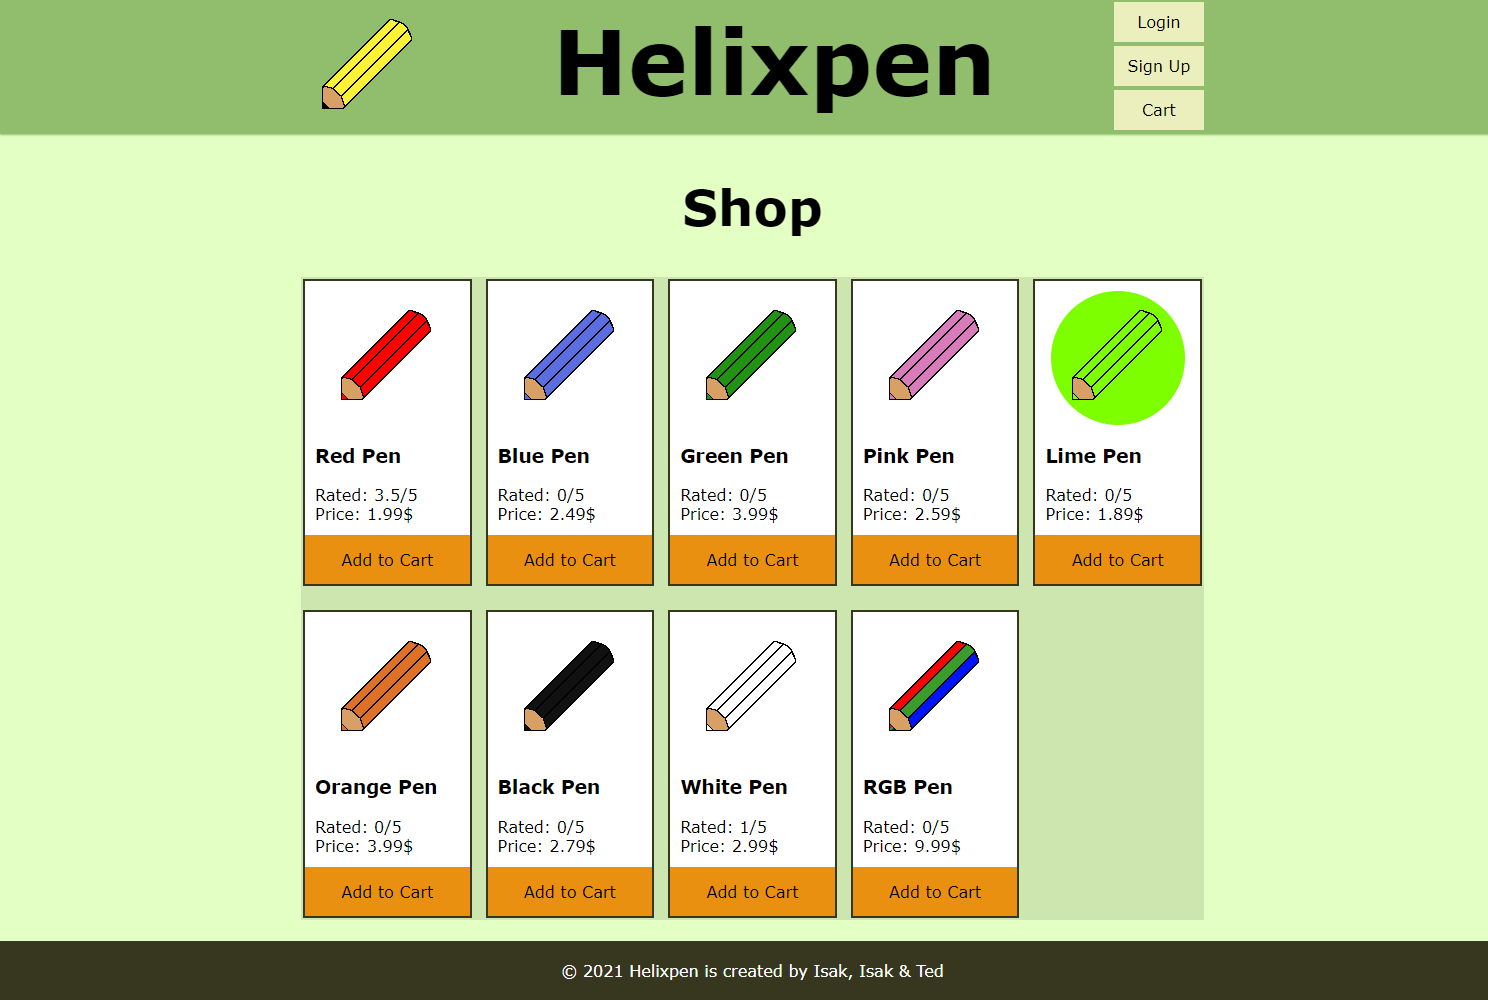 Helixpen
Login
Sign Up
Cart
Shop
Red Pen
Rated: 3.5/5
Price: 1.99$
Add to Cart
Blue Pen
Rated: 0/5
Price: 2.49$
Add to Cart
Green Pen
Rated: 0/5
Price: 3.99$
Add to Cart
Pink Pen
Rated: 0/5
Price: 2.59$
Add to Cart
Lime Pen
Rated: 0/5
Price: 1.89$
Add to Cart
Orange Pen
Rated: 0/5
Price: 3.99$
Add to Cart
Black Pen
Rated: 0/5
Price: 2.79$
Add to Cart
White Pen
Rated: 1/5
Price: 2.99$
Add to Cart
RGB Pen
Rated: 0/5
Price: 9.99$
Add to Cart
© 2021 Helixpen is created by Isak, Isak & Ted